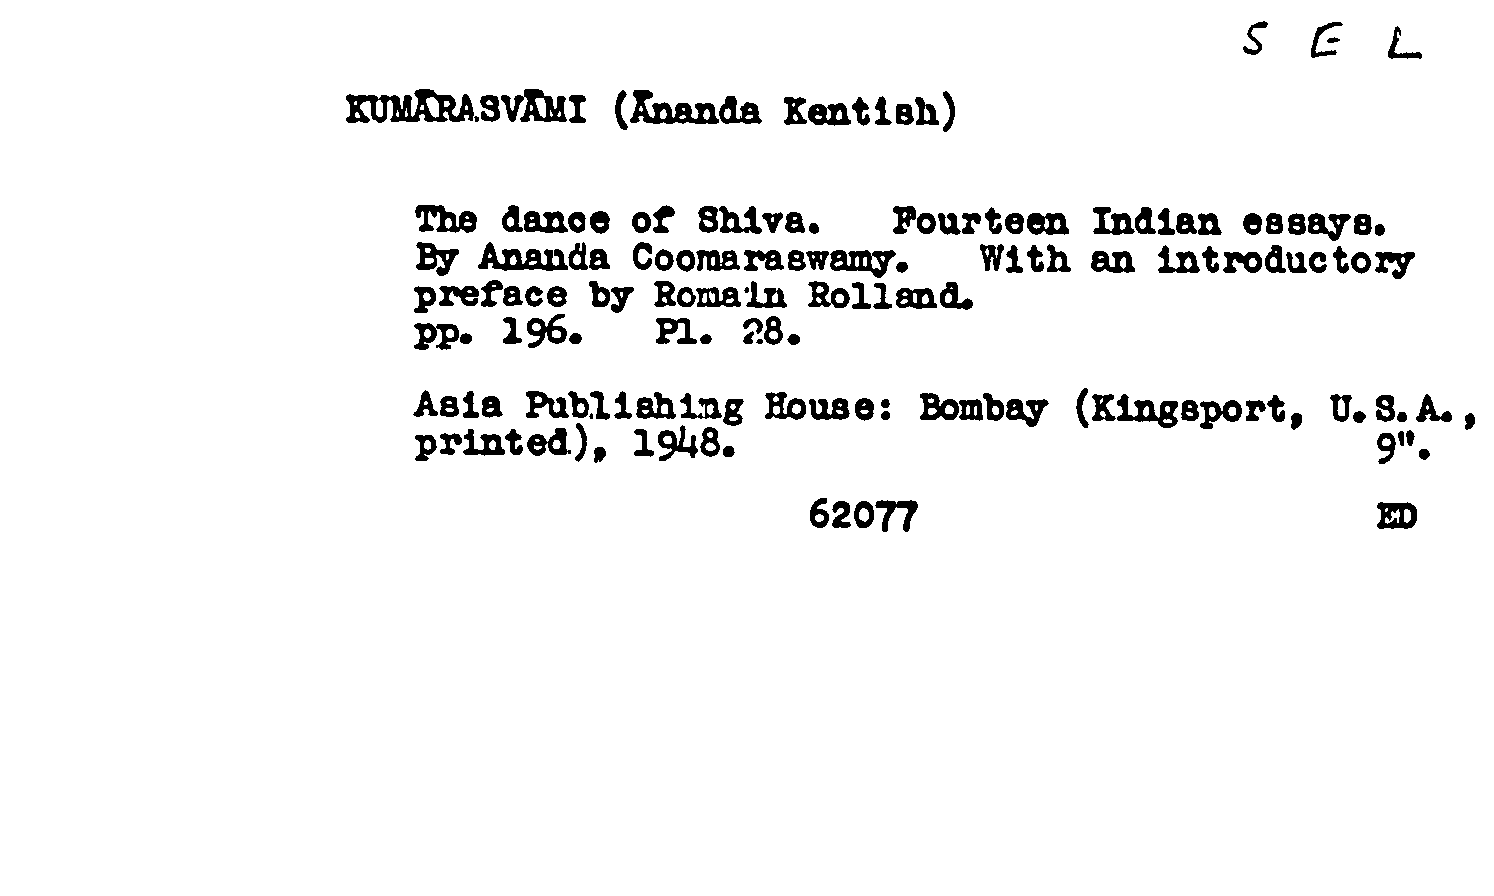 S E L
KUMĀRASVĀMI (Ānanda Kentish)
The dance of Shiva. Fourteen Indian essays.
By Ananda Coomaraswamy. With an introductory
preface by Romain Rolland.
pp. 196. Pl. 28.
Asia Publishing House: Bombay (Kingsport, U.S.A.,
printed), 1948. 9".
62077 ED